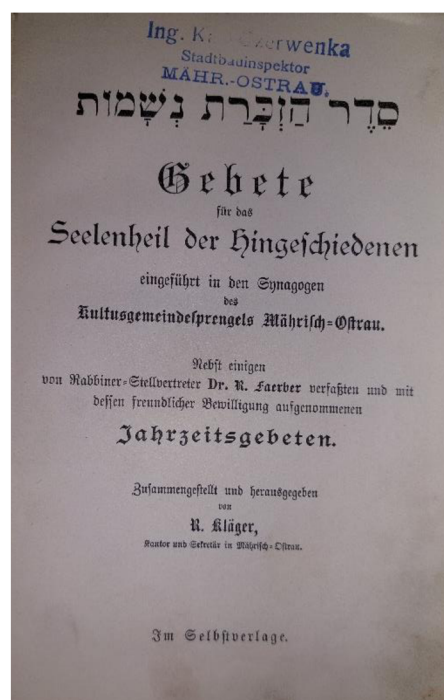 Ing. Czerwenka
Stadtbauinspektor
MÄHR.-OSTRAU.
סֵדֶר הַזְכָּרַת נְשָׁמוֹת
Gebete
für das
Seelenheil der Hingeschiedenen
eingeführt in den Synagogen
des
Kultusgemeindesprengels Mährisch-Ostrau.
Nebst einigen
von Rabbiner-Stellvertreter Dr. R. Faerber verfaßten und mit
dessen freundlicher Bewilligung aufgenommenen
Jahrzeitsgebeten.
Zusammengestellt und herausgegeben
von
R. Kläger,
Kantor und Sekretär in Mährisch-Ostrau.
Im Selbstverlage.